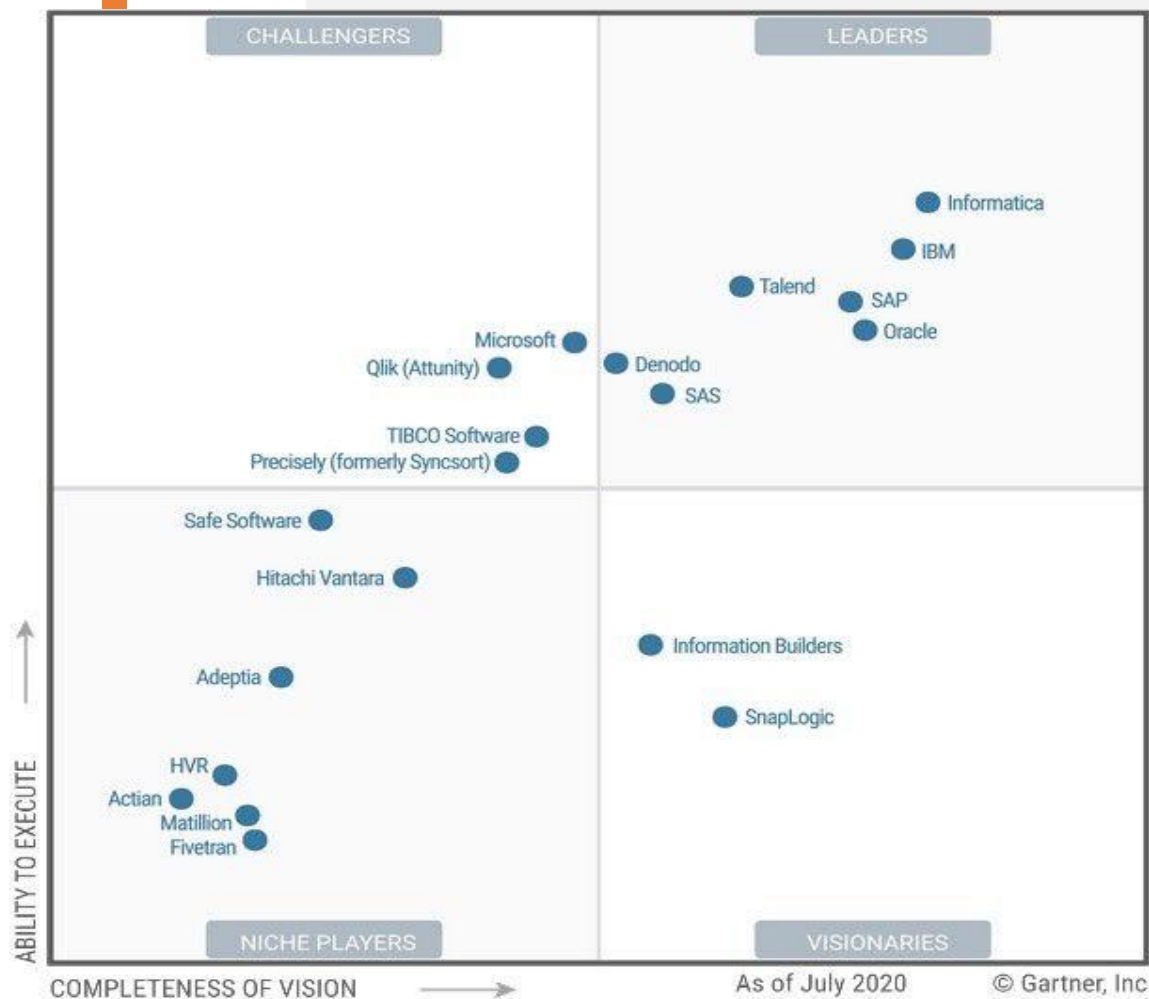 CHALLENGERS
LEADERS
Informatica
IBM
Talend
SAP
Oracle
Microsoft
Qlik (Attunity)
Denodo
SAS
TIBCO Software
Precisely (formerly Syncsort)
Safe Software
Hitachi Vantara
Information Builders
Adeptia
SnapLogic
HVR
Actian
Matillion
Fivetran
ABILITY TO EXECUTE
NICHE PLAYERS
VISIONARIES
COMPLETENESS OF VISION
As of July 2020
© Gartner, Inc